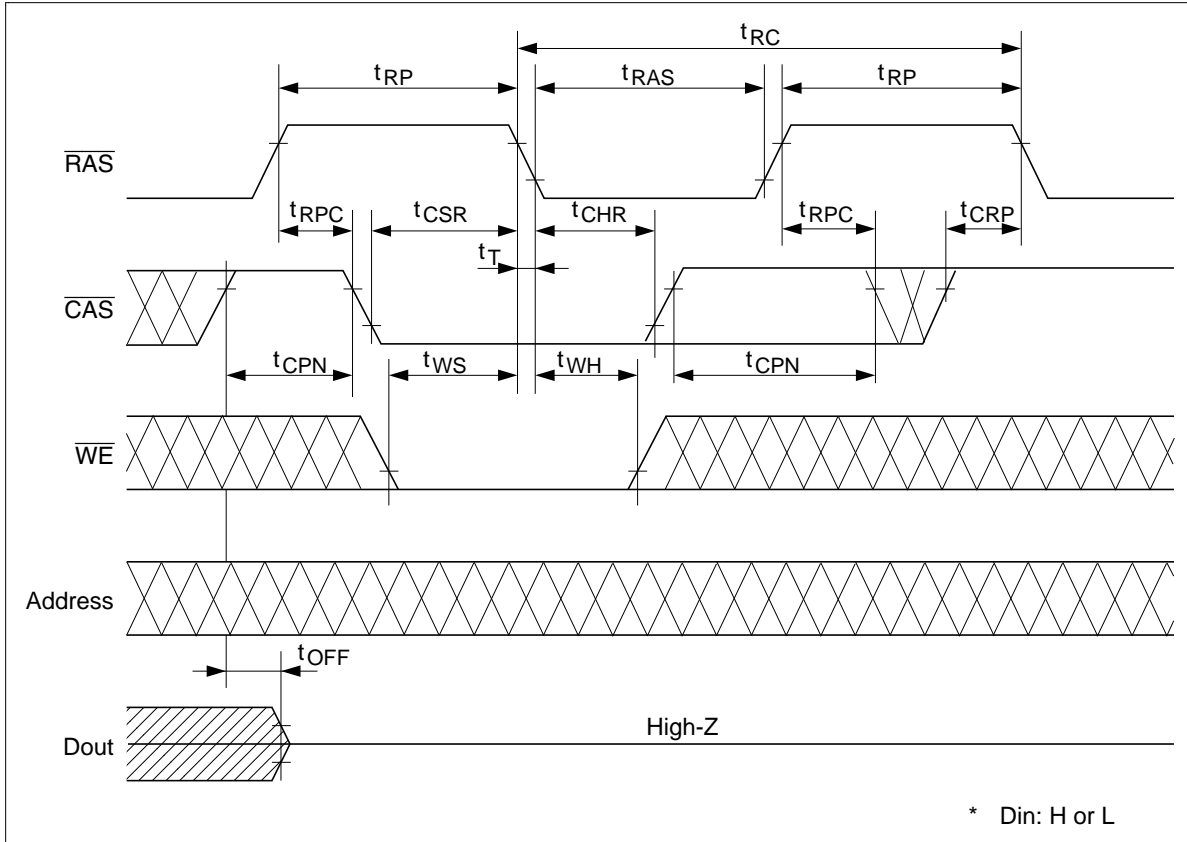 tRC
tRP tRAS tRP
RAS
tRPC tCSR tCHR tRPC tCRP
tT
CAS
tCPN tWS tWH tCPN
WE
Address
tOFF
High-Z
Dout
* Din: H or L